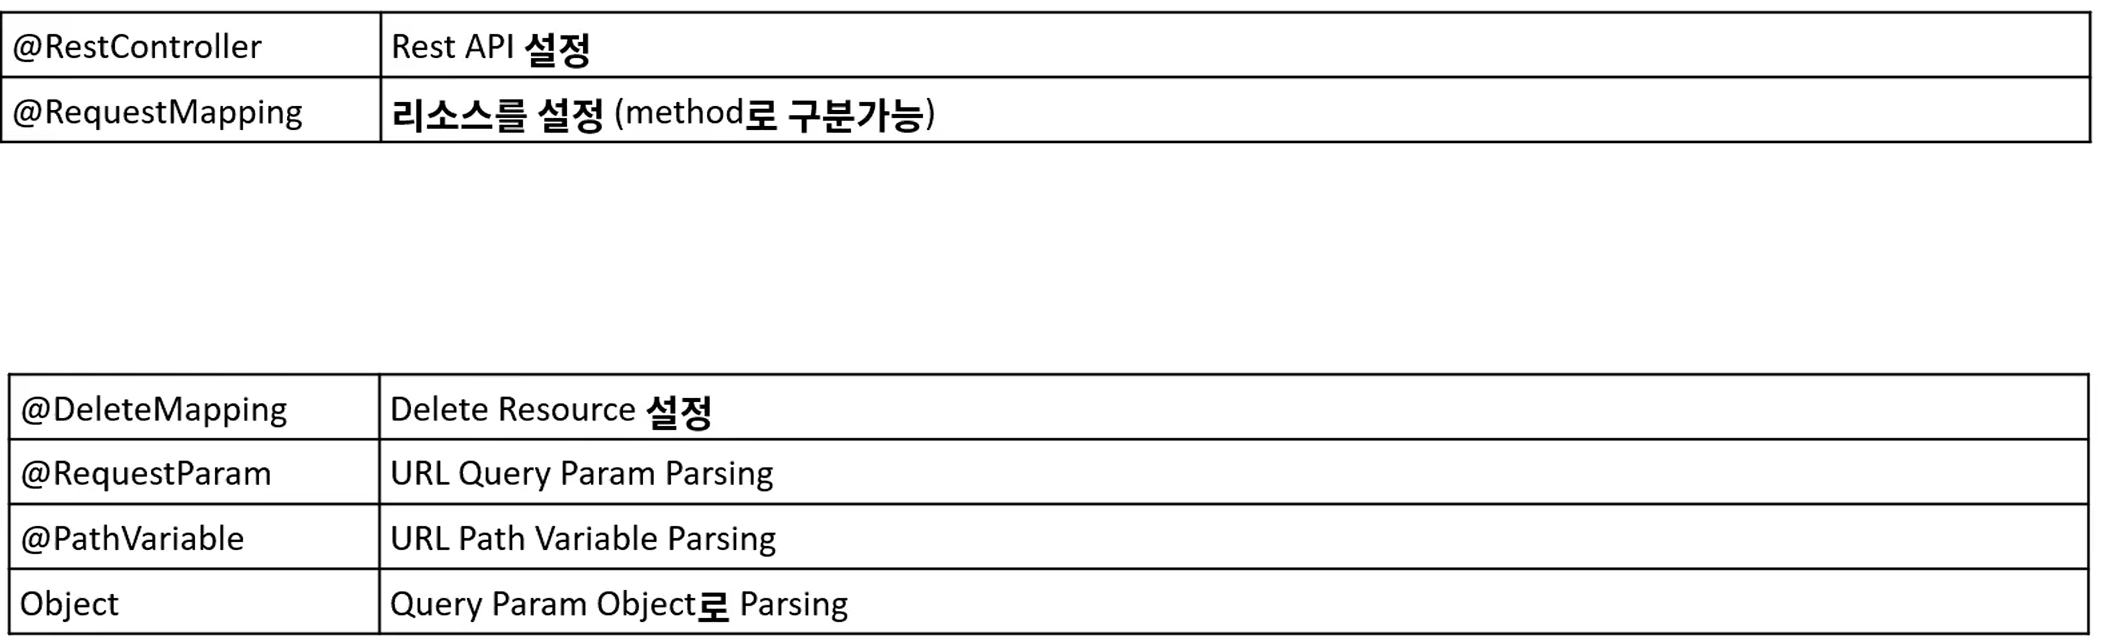 @RestController Rest API 설정
@RequestMapping 리소스를 설정 (method로 구분가능)
@DeleteMapping Delete Resource 설정
@RequestParam URL Query Param Parsing
@PathVariable URL Path Variable Parsing
Object Query Param Object로 Parsing